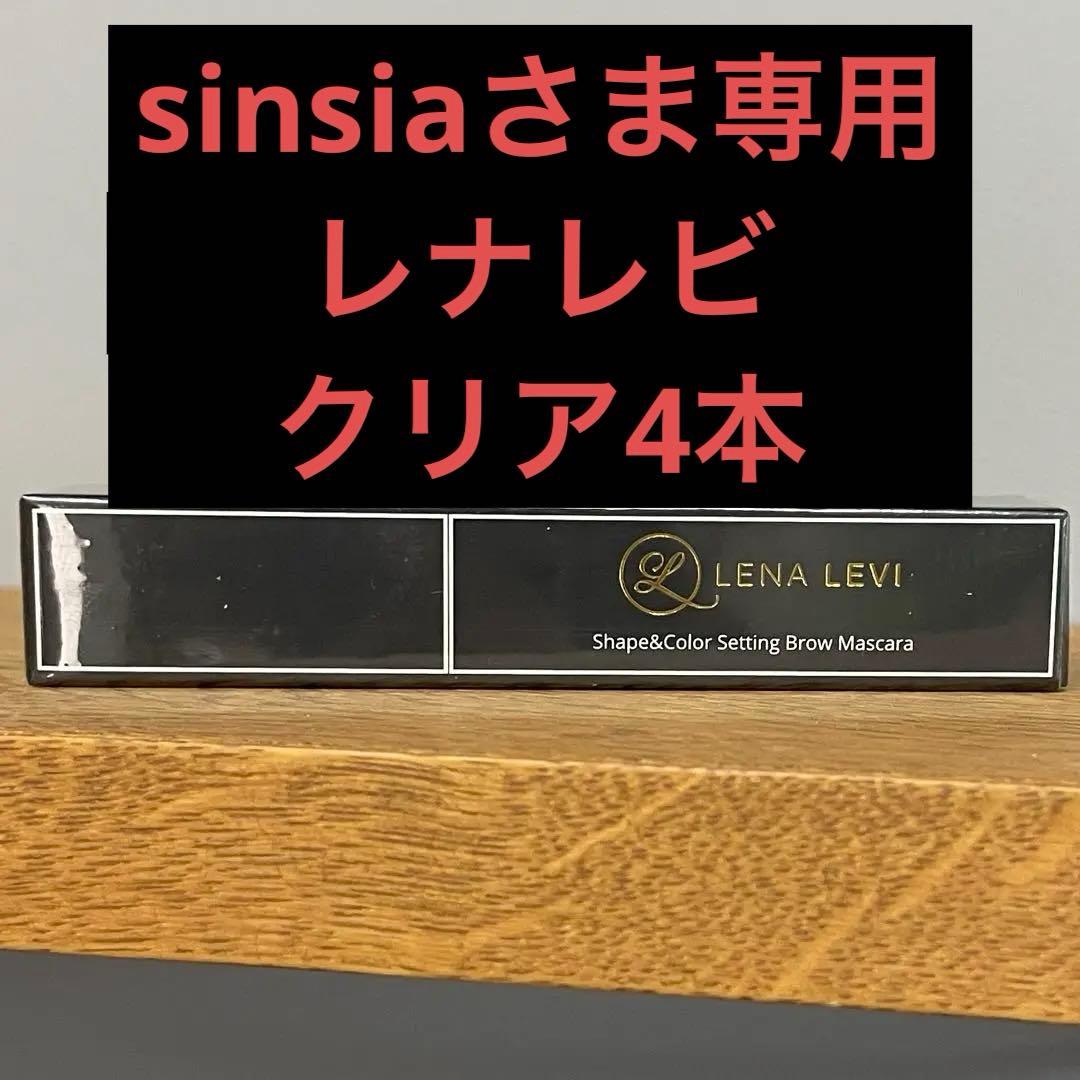 sinsiaさま専用
レナレビ
クリア4本
LENA LEVI
Shape&Color Setting Brow Mascara